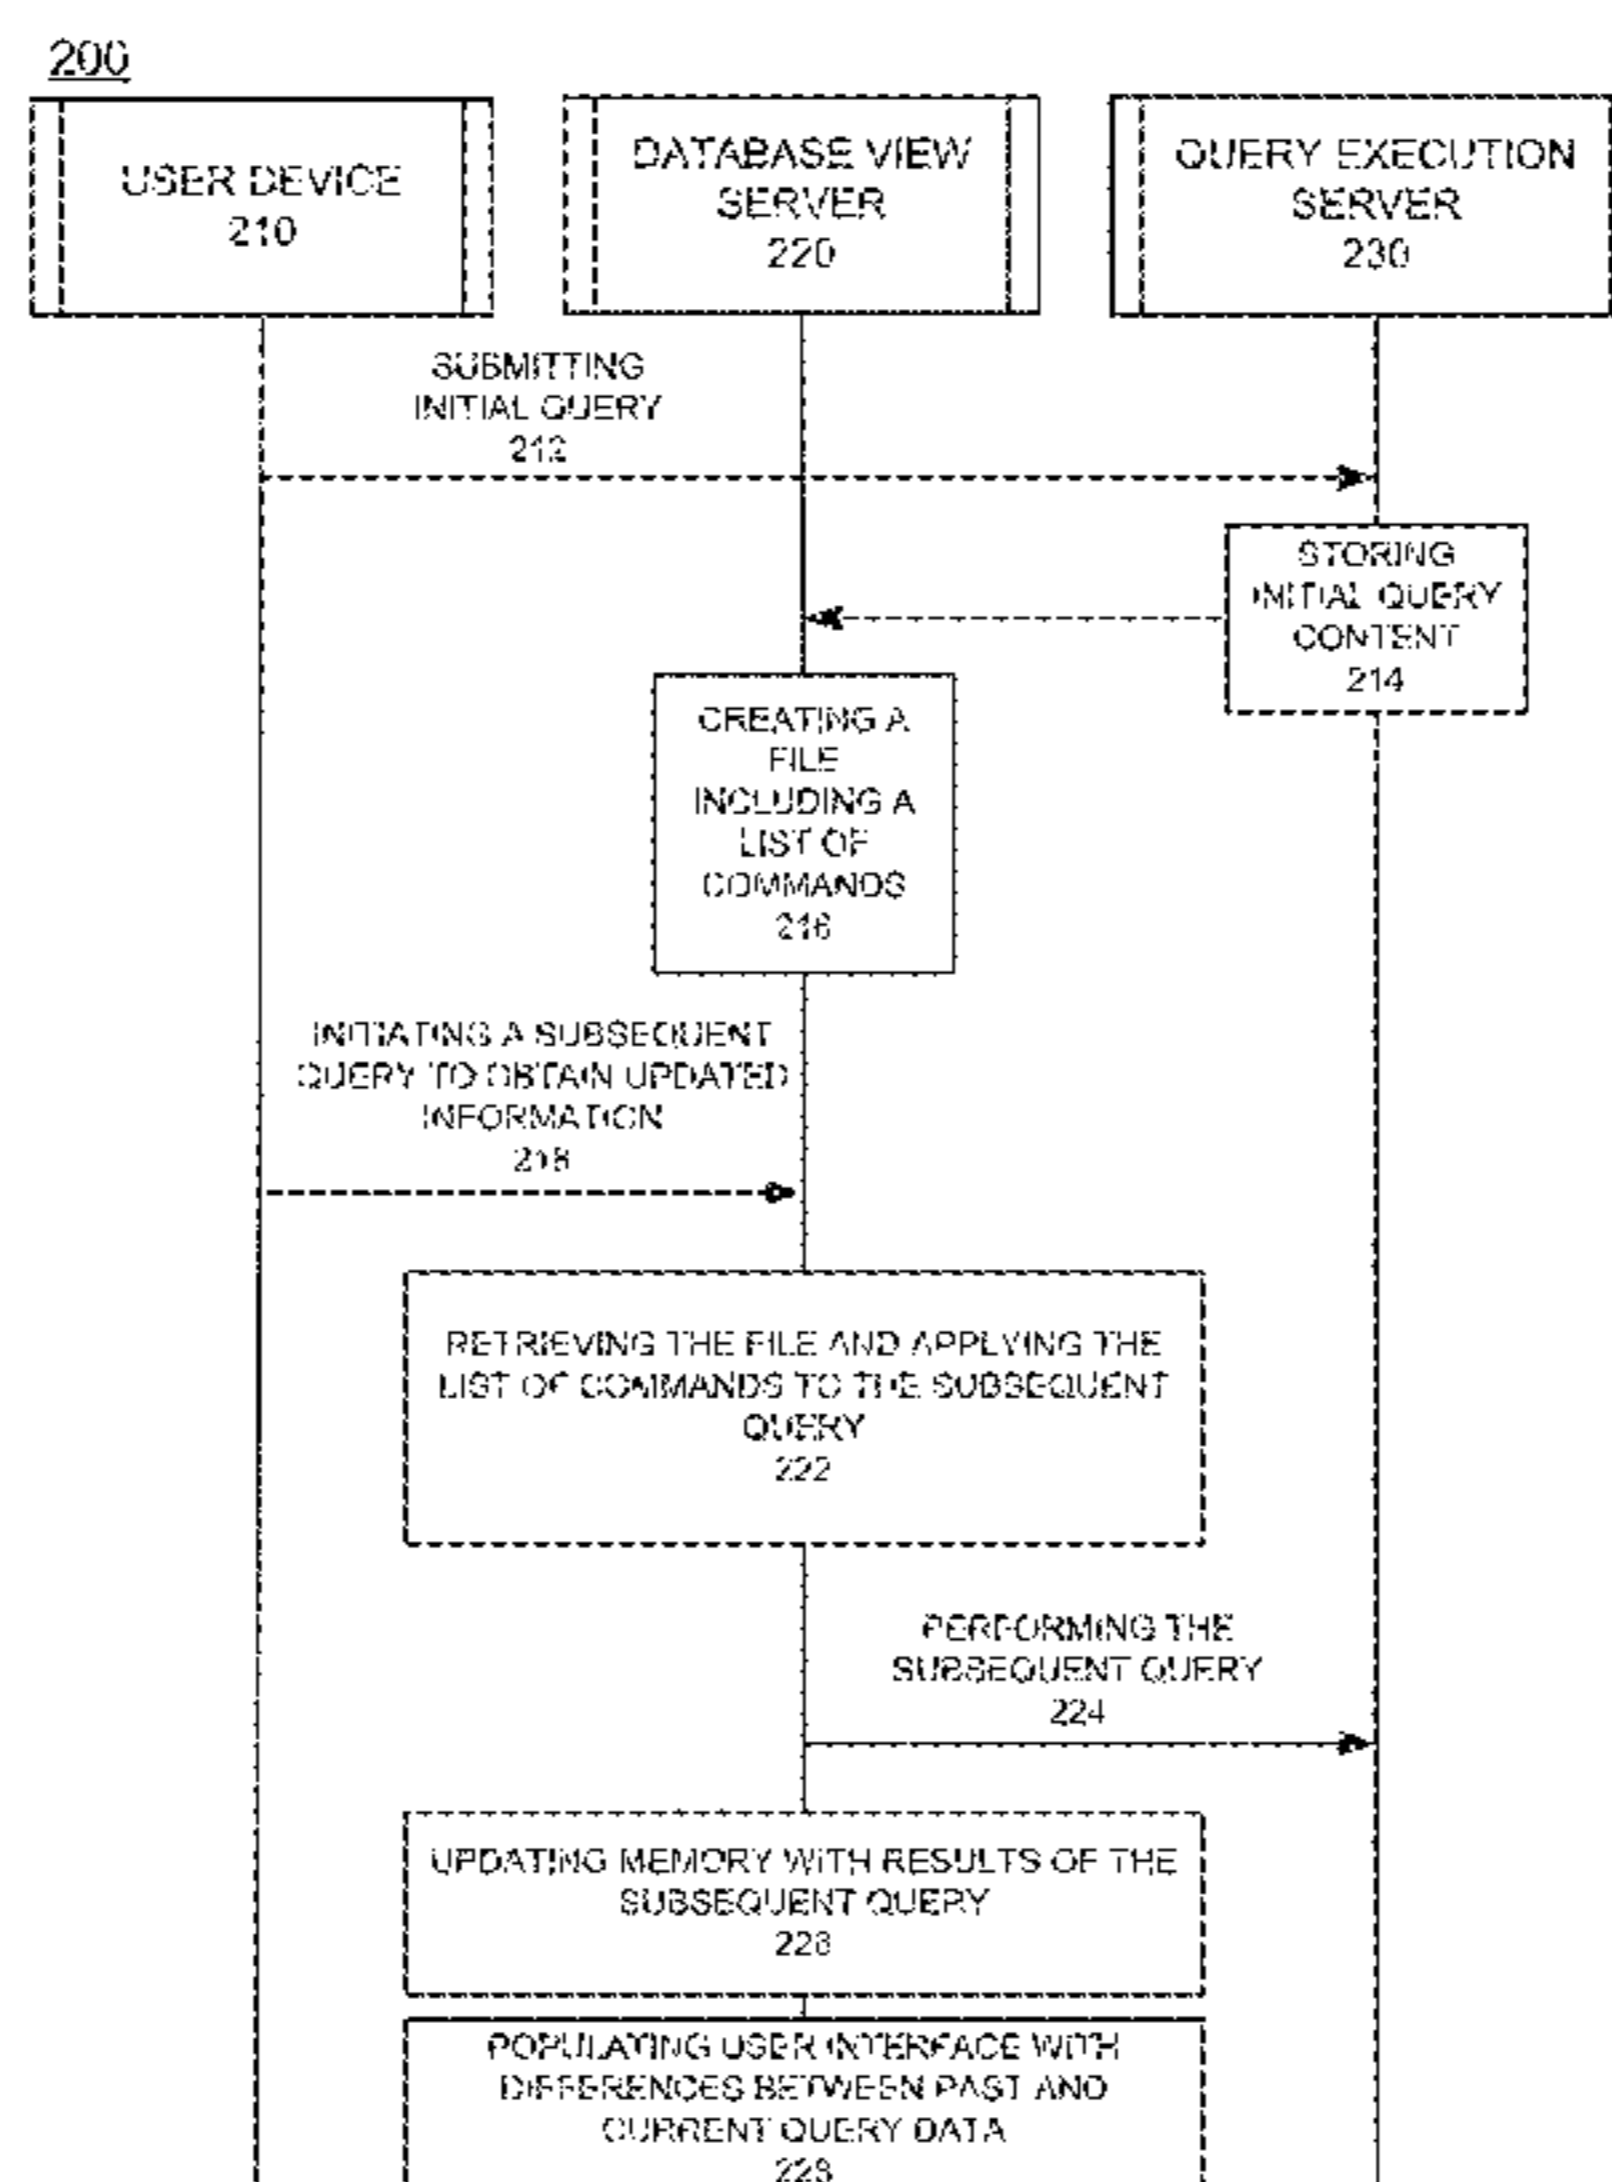 200
USER DEVICE
210
DATABASE VIEW
SERVER
220
QUERY EXECUTION
SERVER
230
SUBMITTING
INITIAL QUERY
212
STORING
INITIAL QUERY
CONTENT
214
CREATING A
FILE
INCLUDING A
LIST OF
COMMANDS
216
INITIATING A SUBSEQUENT
QUERY TO OBTAIN UPDATED
INFORMATION
218
RETRIEVING THE FILE AND APPLYING THE
LIST OF COMMANDS TO THE SUBSEQUENT
QUERY
222
PERFORMING THE
SUBSEQUENT QUERY
224
UPDATING MEMORY WITH RESULTS OF THE
SUBSEQUENT QUERY
POPULATING USER INTERFACE WITH
DIFFERENCES BETWEEN PAST AND
CURRENT QUERY DATA